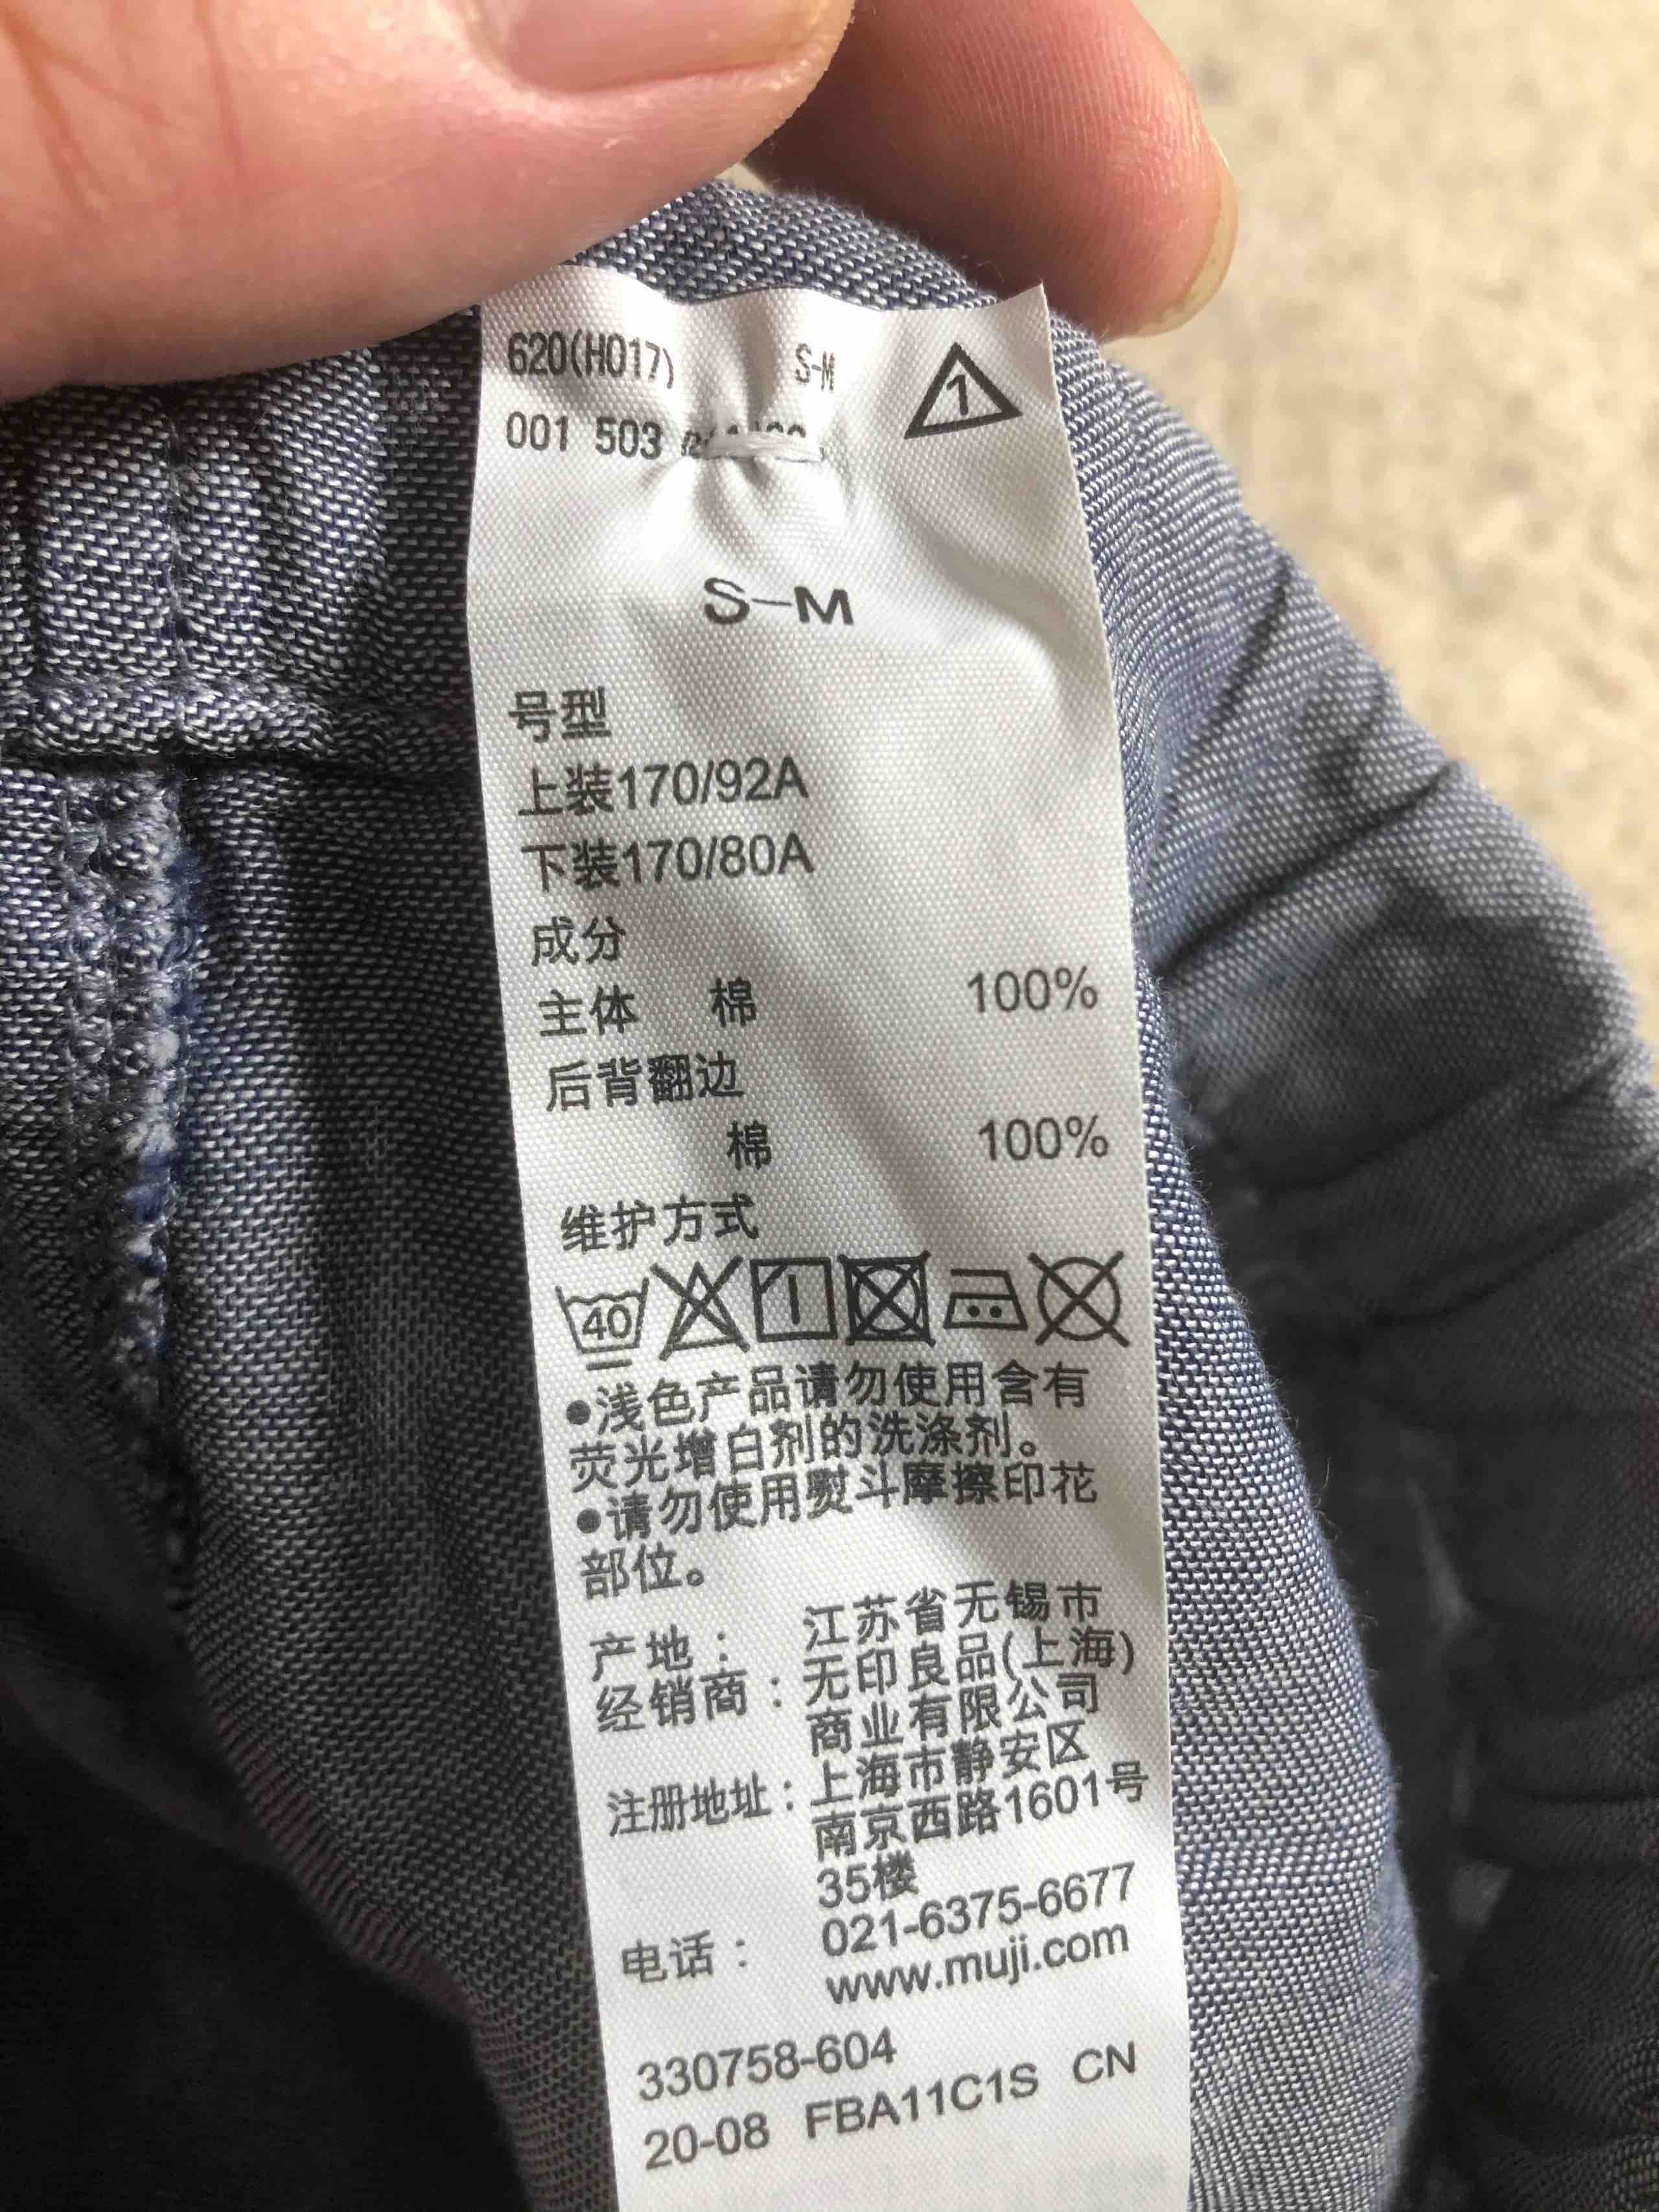 620(H017) S-M
1
001 503
S-M
号型
上装170/92A
下装170/80A
成分
主体 棉 100%
后背翻边
棉 100%
维护方式
40
●浅色产品请勿使用含有
荧光增白剂的洗涤剂。
●请勿使用熨斗摩擦印花
部位。
产地： 江苏省无锡市
经销商：无印良品(上海)
商业有限公司
注册地址：上海市静安区
南京西路1601号
35楼
电话： 021-6375-6677
www.muji.com
330758-604
20-08 FBA11C1S CN